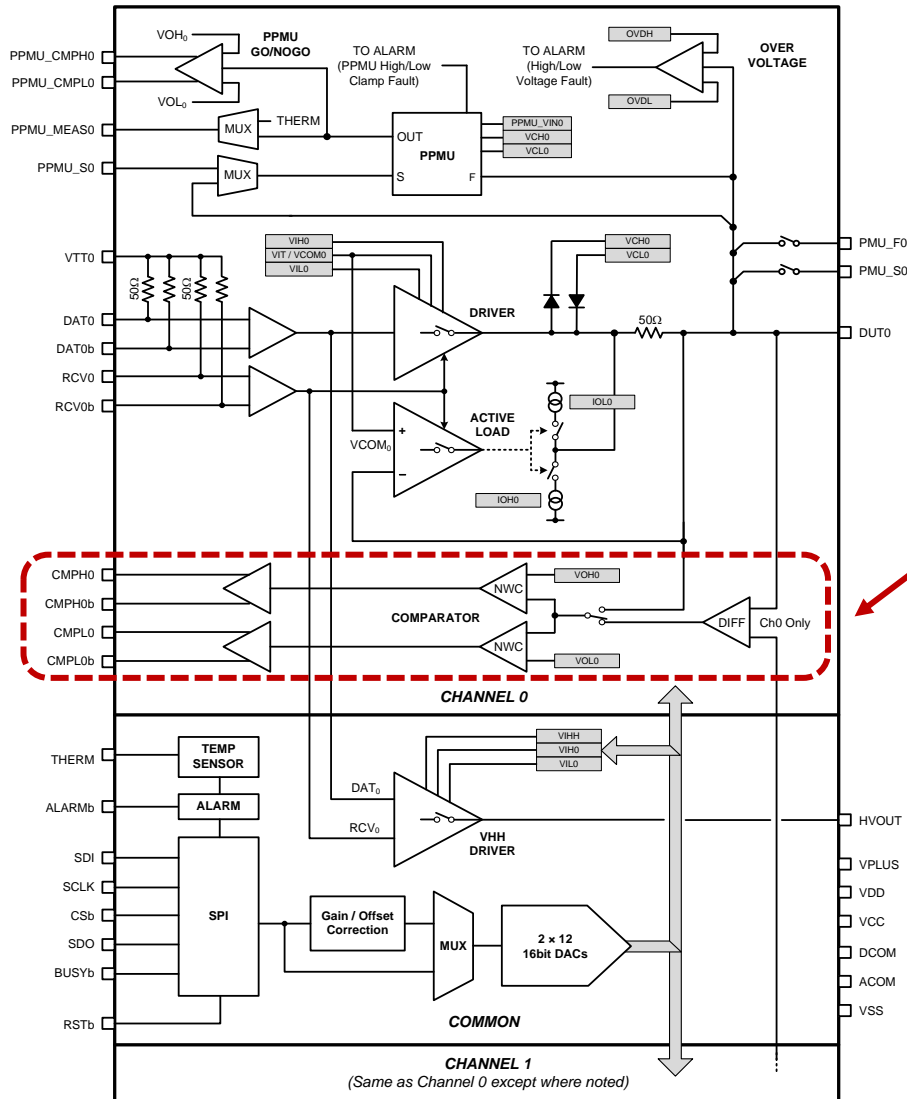 VOH0
PPMU GO/NOGO
PPMU_CMPH0
PPMU_CMPL0
VOL0
TO ALARM
(PPMU High/Low
Clamp Fault)
TO ALARM
(High/Low
Voltage Fault)
OVDH
OVER
VOLTAGE
OVDL
PPMU_MEAS0
MUX
THERM
OUT
PPMU
S
F
PPMU_VIN0
VCH0
VCL0
PPMU_S0
MUX
VTT0
50Ω
50Ω
VIH0
VIT / VCOM0
VIL0
VCH0
VCL0
PMU_F0
PMU_S0
DRIVER
50Ω
DAT0
DAT0b
RCV0
RCV0b
DUT0
ACTIVE
LOAD
VCOM0
+
−
IOL0
IOH0
CMPH0
CMPH0b
CMPL0
CMPL0b
COMPARATOR
NWC
NWC
VOH0
VOL0
DIFF
Ch0 Only
CHANNEL 0
THERM
TEMP
SENSOR
ALARMb
ALARM
VIHH
VIH0
VIL0
DAT0
RCV0
VHH
DRIVER
HVOUT
SDI
SCLK
CSb
SDO
BUSYb
RSTb
SPI
Gain / Offset
Correction
MUX
2 × 12
16bit DACs
VPLUS
VDD
VCC
DCOM
ACOM
VSS
COMMON
CHANNEL 1
(Same as Channel 0 except where noted)